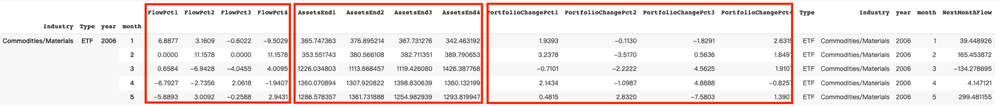 FlowPct1 FlowPct2 FlowPct3 FlowPct4 AssetsEnd1 AssetsEnd2 AssetsEnd3 AssetsEnd4 PortfolioChangePct1 PortfolioChangePct2 PortfolioChangePct3 PortfolioChangePct4 Type Industry year month NextMonthFlow
Industry Type year month
Commodities/Materials ETF 2006 1 6.8877 3.1609 −0.6022 −9.5029 365.747363 376.895214 367.731276 342.463192 1.9393 −0.1130 −1.8291 2.6315 ETF Commodities/Materials 2006 1 39.448926
2 0.0000 11.1578 0.0000 11.1578 353.551743 380.566108 382.711351 389.790653 3.2378 −3.5170 0.5636 1.8497 ETF Commodities/Materials 2006 2 165.453872
3 0.6584 −6.9428 −4.0455 4.0095 1226.034803 1113.668457 1119.426080 1426.387768 −0.7101 −2.2222 4.5625 1.9107 ETF Commodities/Materials 2006 3 −134.278695
4 −6.7927 −2.7356 2.0618 −1.9407 1360.070894 1307.920822 1398.830639 1360.132199 2.1434 −1.0987 4.8888 −0.8257 ETF Commodities/Materials 2006 4 4.147121
5 −5.8893 3.0092 −0.2588 2.9431 1286.578357 1361.731888 1254.982939 1293.819947 0.4815 2.8320 −7.5803 1.3907 ETF Commodities/Materials 2006 5 299.481155